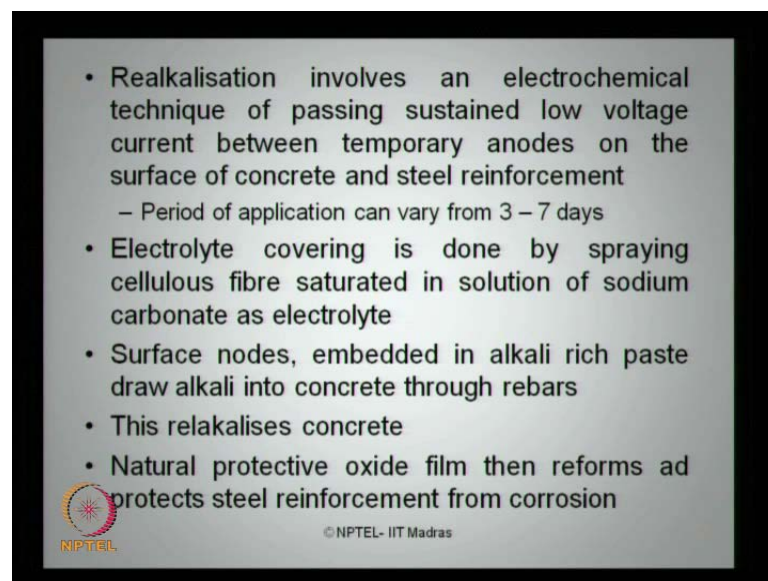 • Realkalisation involves an electrochemical
technique of passing sustained low voltage
current between temporary anodes on the
surface of concrete and steel reinforcement
– Period of application can vary from 3 – 7 days
• Electrolyte covering is done by spraying
cellulous fibre saturated in solution of sodium
carbonate as electrolyte
• Surface nodes, embedded in alkali rich paste
draw alkali into concrete through rebars
• This relakalises concrete
• Natural protective oxide film then reforms ad
protects steel reinforcement from corrosion
©NPTEL- IIT Madras
NPTEL